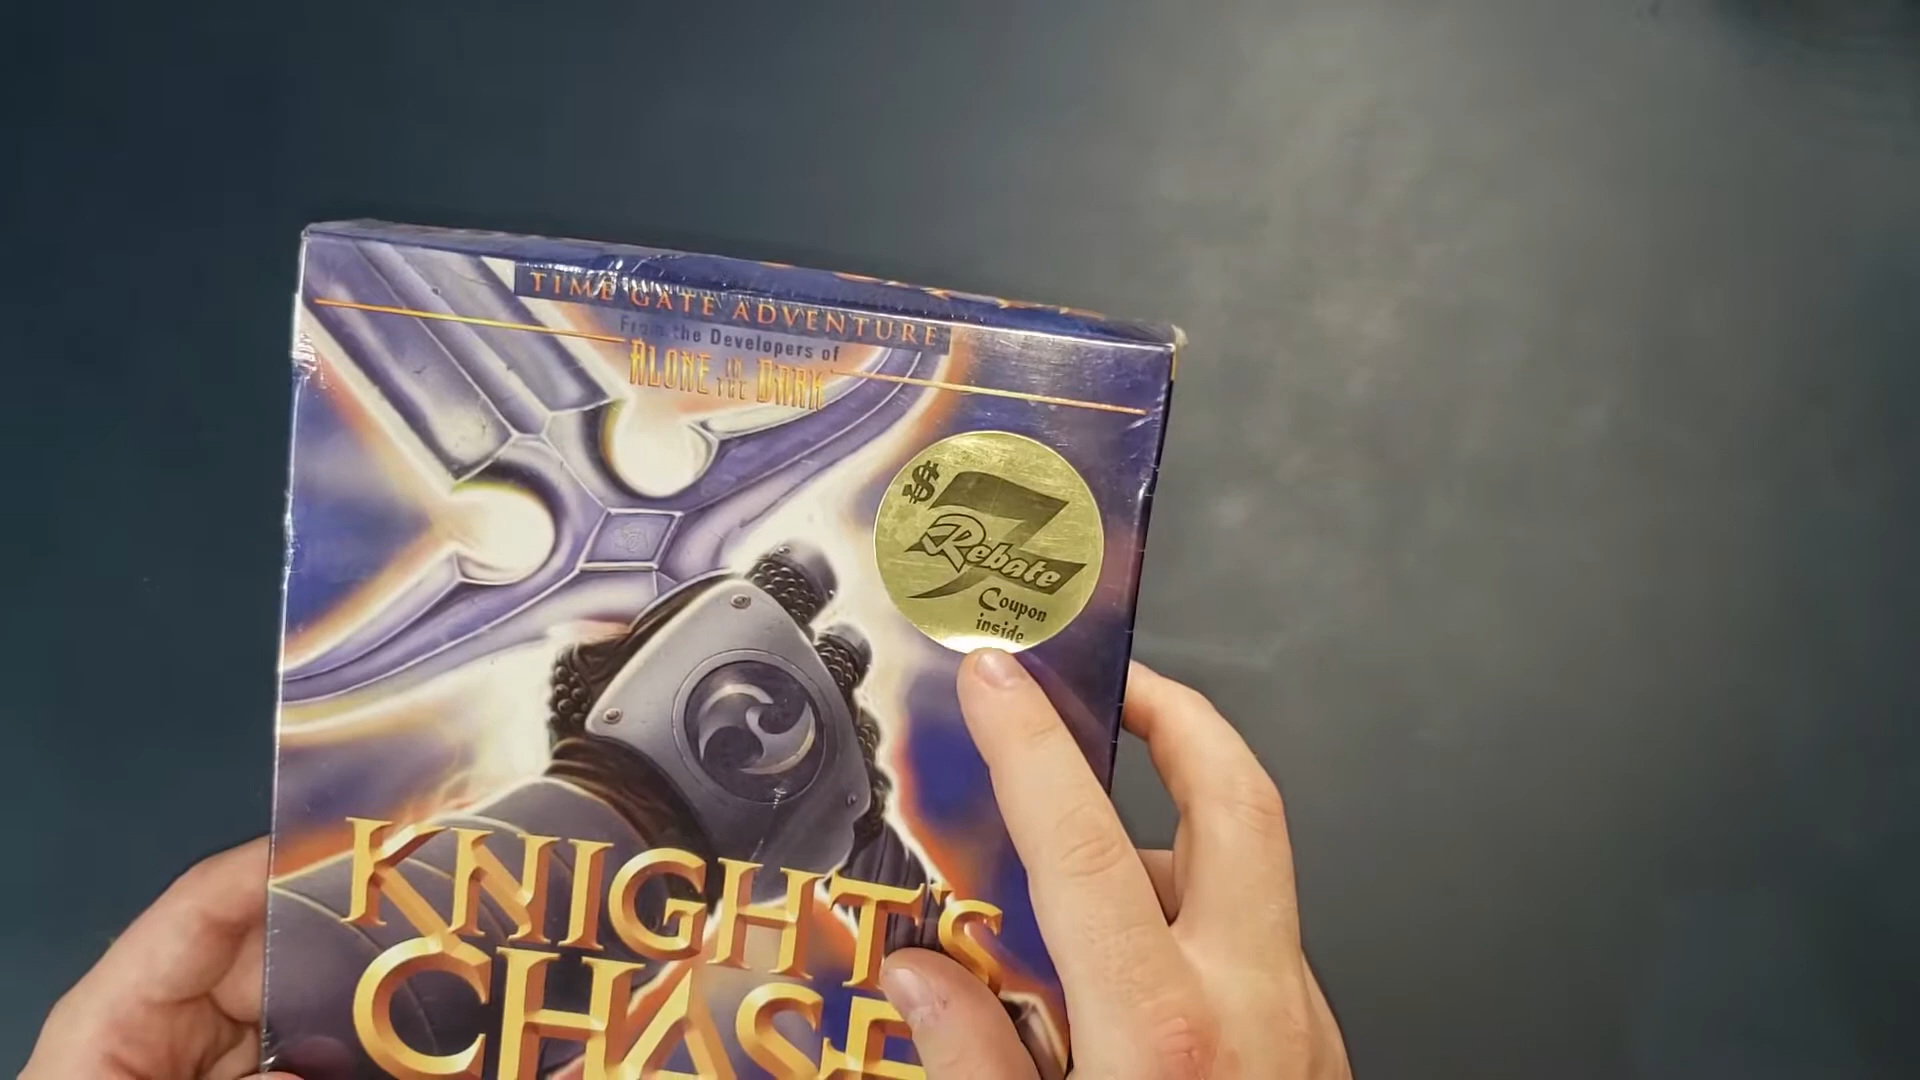 TIME GATE ADVENTURE
From the Developers of
ALONE IN THE DARK
$7
Rebate
Coupon
inside
KNIGHT'S
CHASE